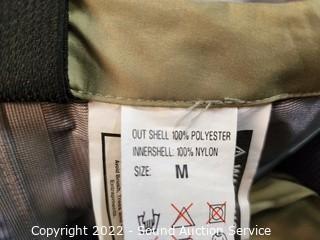 OUT SHELL 100% POLYESTER
INNERSHELL: 100% NYLON
SIZE: M
Copyright 2022 - Sound Auction Service